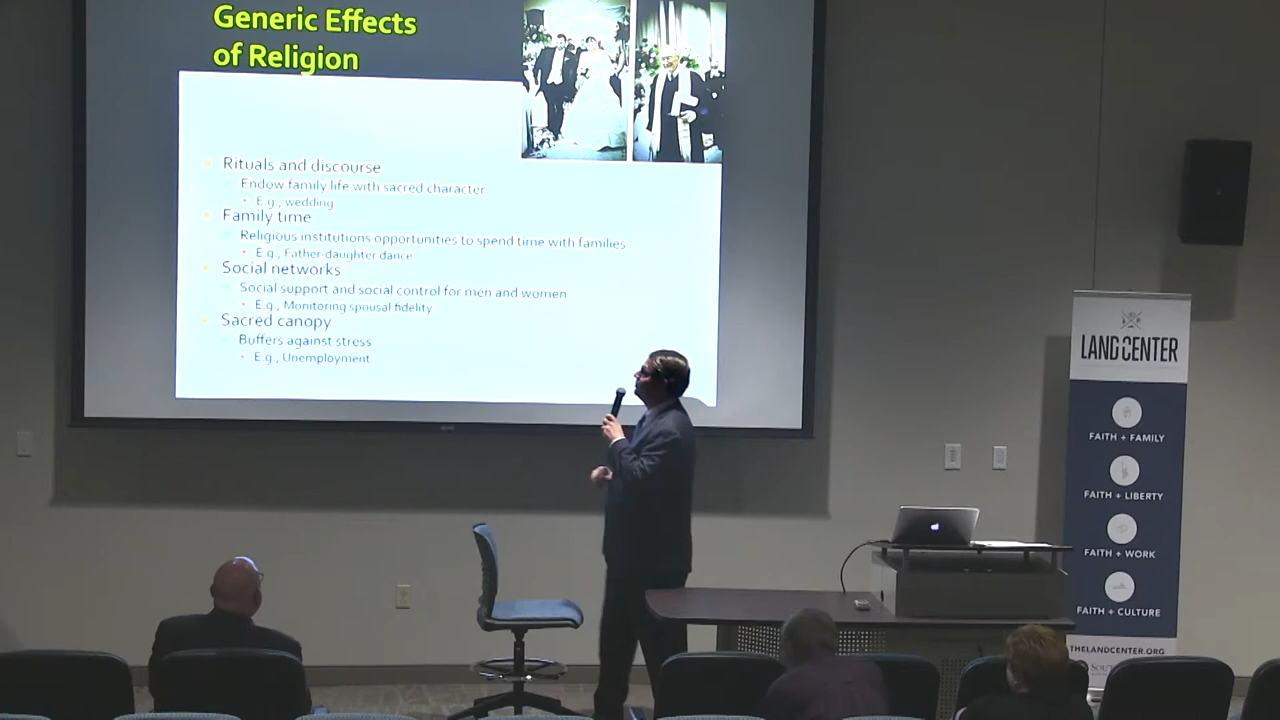 Generic Effects
of Religion
Rituals and discourse
Endow family life with sacred character
E.g., wedding
Family time
Religious institutions opportunities to spend time with families
E.g., Father-daughter dance
Social networks
Social support and social control for men and women
E.g., Monitoring spousal fidelity
Sacred canopy
Buffers against stress
E.g., Unemployment
LAND CENTER
FAITH + FAMILY
FAITH + LIBERTY
FAITH + WORK
FAITH + CULTURE
THELANDCENTER.ORG